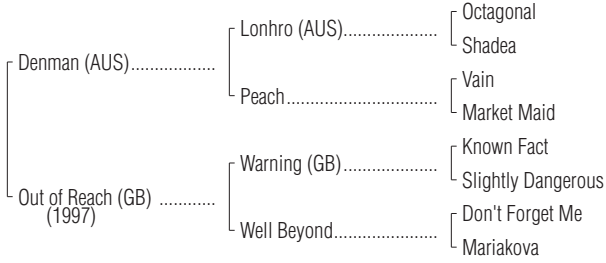 Octagonal
Lonhro (AUS)........................
Shadea
Denman (AUS)..................
Vain
Peach................................
Market Maid
Known Fact
Warning (GB)....................
Slightly Dangerous
Out of Reach (GB) ............
(1997)
Don't Forget Me
Well Beyond......................
Mariakova